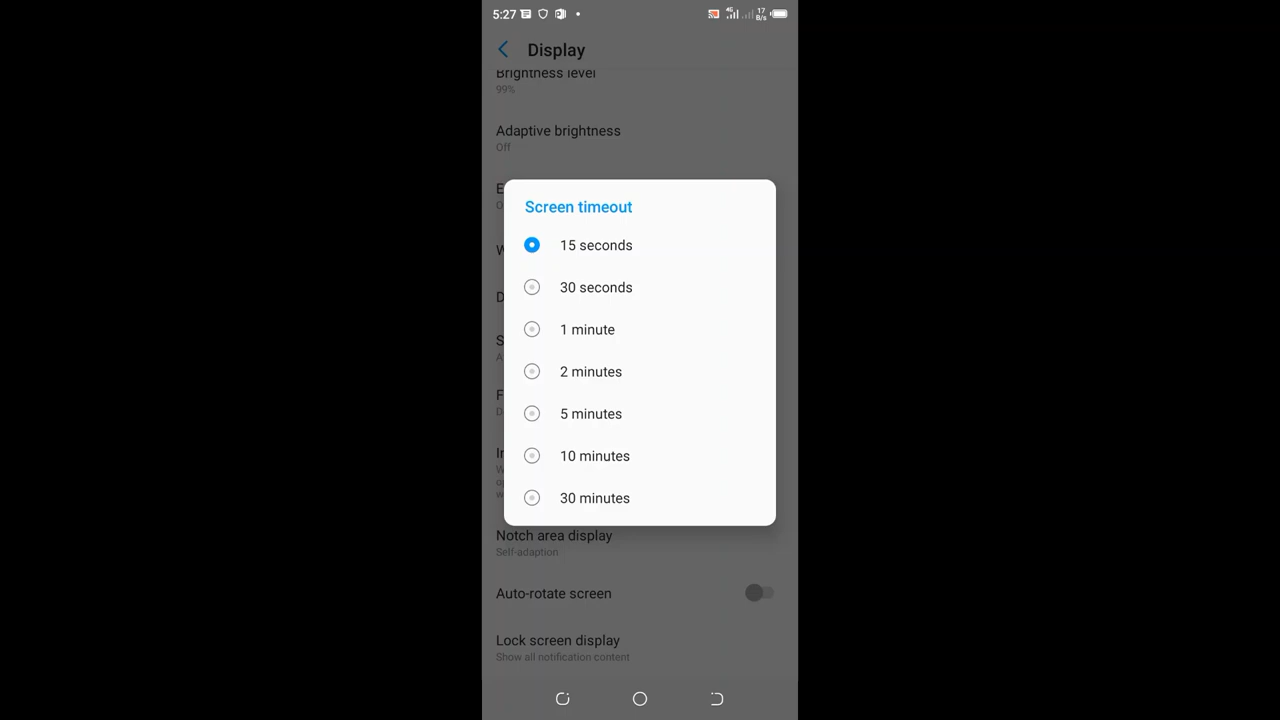 5:27
4G
17
B/s
Display
Brightness level
99%
Adaptive brightness
Off
Screen timeout
15 seconds
30 seconds
1 minute
2 minutes
5 minutes
10 minutes
30 minutes
Notch area display
Self-adaption
Auto-rotate screen
Lock screen display
Show all notification content